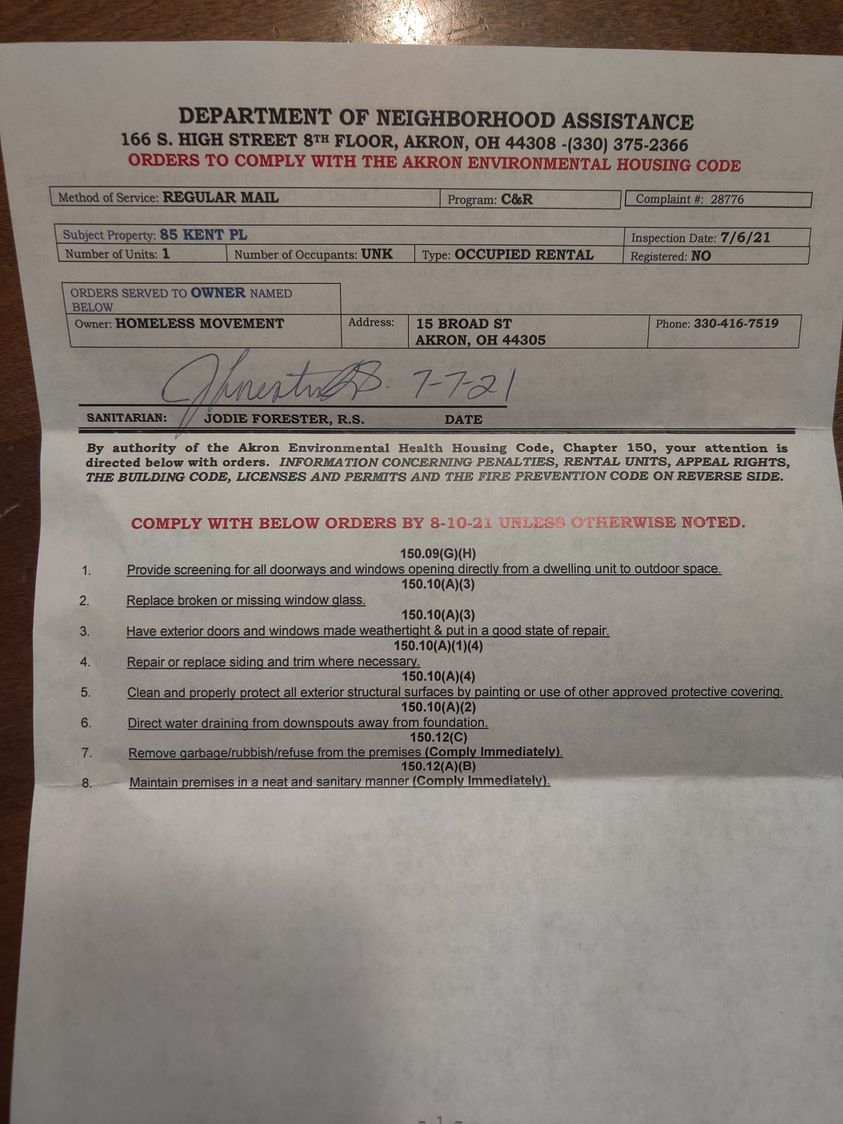 DEPARTMENT OF NEIGHBORHOOD ASSISTANCE
166 S. HIGH STREET 8TH FLOOR, AKRON, OH 44308 -(330) 375-2366
ORDERS TO COMPLY WITH THE AKRON ENVIRONMENTAL HOUSING CODE
Method of Service: REGULAR MAIL Program: C&R Complaint #: 28776
Subject Property: 85 KENT PL Inspection Date: 7/6/21
Number of Units: 1 Number of Occupants: UNK Type: OCCUPIED RENTAL Registered: NO
ORDERS SERVED TO OWNER NAMED
BELOW
Owner: HOMELESS MOVEMENT Address: 15 BROAD ST Phone: 330-416-7519
AKRON, OH 44305
7-7-21
SANITARIAN: JODIE FORESTER, R.S. DATE
By authority of the Akron Environmental Health Housing Code, Chapter 150, your attention is
directed below with orders. INFORMATION CONCERNING PENALTIES, RENTAL UNITS, APPEAL RIGHTS,
THE BUILDING CODE, LICENSES AND PERMITS AND THE FIRE PREVENTION CODE ON REVERSE SIDE.
COMPLY WITH BELOW ORDERS BY 8-10-21 UNLESS OTHERWISE NOTED.
150.09(G)(H)
1. Provide screening for all doorways and windows opening directly from a dwelling unit to outdoor space.
150.10(A)(3)
2. Replace broken or missing window glass.
150.10(A)(3)
3. Have exterior doors and windows made weathertight & put in a good state of repair.
150.10(A)(1)(4)
4. Repair or replace siding and trim where necessary.
150.10(A)(4)
5. Clean and properly protect all exterior structural surfaces by painting or use of other approved protective covering.
150.10(A)(2)
6. Direct water draining from downspouts away from foundation.
150.12(C)
7. Remove garbage/rubbish/refuse from the premises (Comply Immediately).
150.12(A)(B)
8. Maintain premises in a neat and sanitary manner (Comply Immediately).
- 1 -